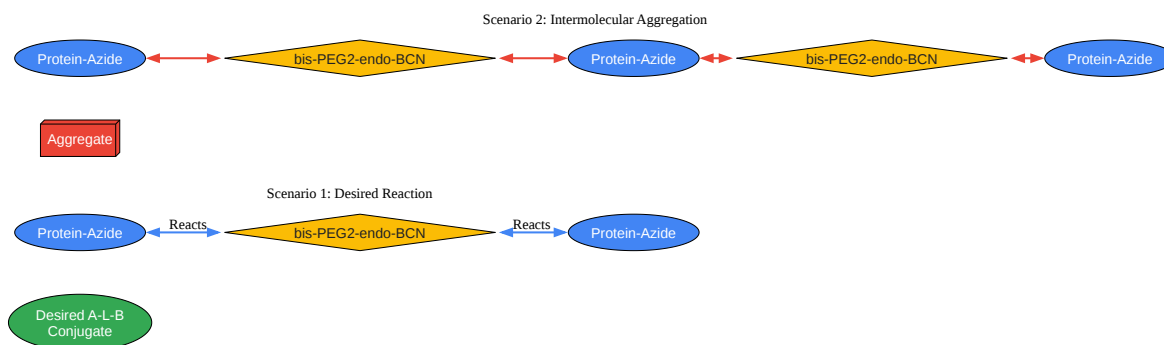 Scenario 2: Intermolecular Aggregation
Protein-Azide
bis-PEG2-endo-BCN
Protein-Azide
bis-PEG2-endo-BCN
Protein-Azide
Aggregate
Scenario 1: Desired Reaction
Protein-Azide
Reacts
bis-PEG2-endo-BCN
Reacts
Protein-Azide
Desired A-L-B
Conjugate